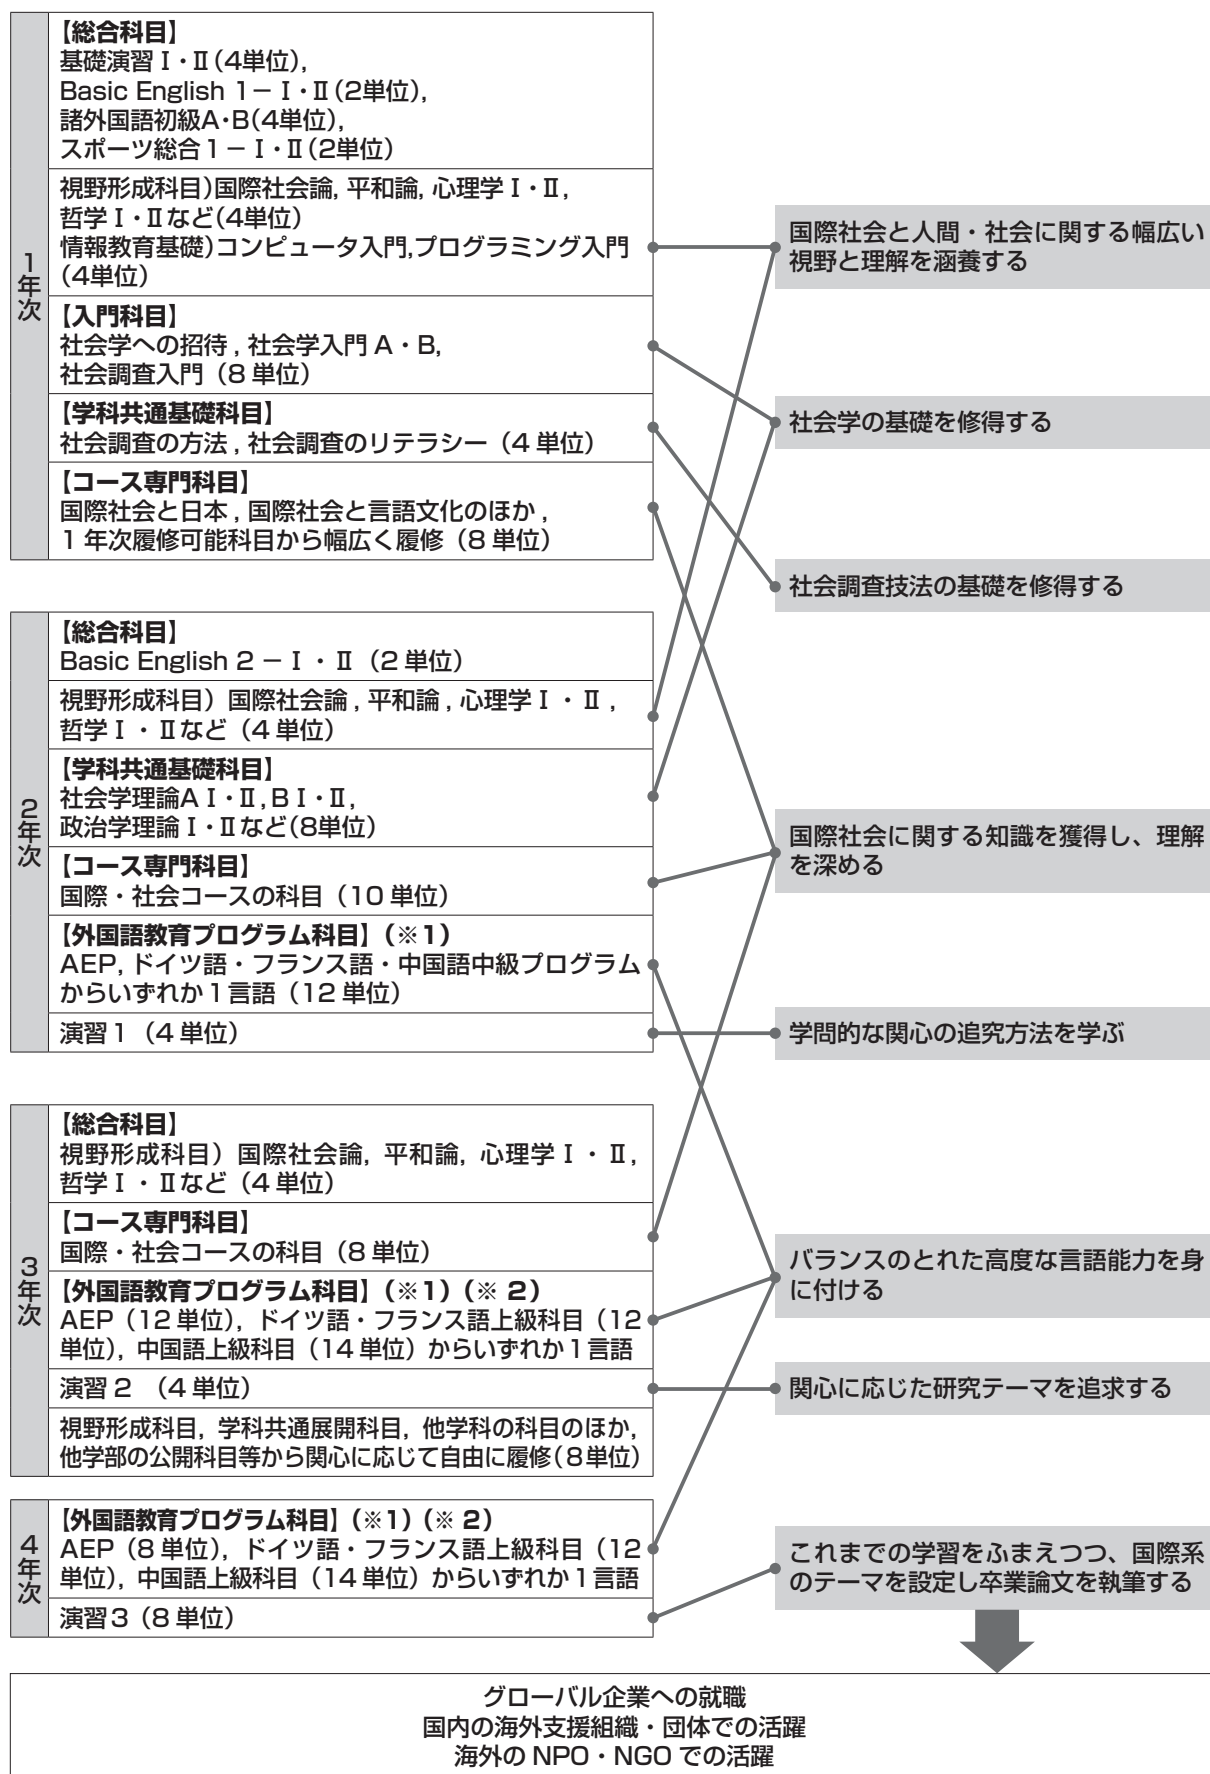 1年次
【総合科目】
基礎演習Ⅰ・Ⅱ(4単位),
Basic English 1－Ⅰ・Ⅱ(2単位),
諸外国語初級A・B(4単位),
スポーツ総合1－Ⅰ・Ⅱ(2単位)
視野形成科目)国際社会論, 平和論, 心理学Ⅰ・Ⅱ,
哲学Ⅰ・Ⅱなど(4単位)
情報教育基礎)コンピュータ入門,プログラミング入門
(4単位)
【入門科目】
社会学への招待 , 社会学入門 A・B,
社会調査入門（8 単位）
【学科共通基礎科目】
社会調査の方法 , 社会調査のリテラシー（4 単位）
【コース専門科目】
国際社会と日本 , 国際社会と言語文化のほか ,
1 年次履修可能科目から幅広く履修（8 単位）
国際社会と人間・社会に関する幅広い
視野と理解を涵養する
社会学の基礎を修得する
社会調査技法の基礎を修得する
2年次
【総合科目】
Basic English 2 － Ⅰ ・ Ⅱ （2 単位）
視野形成科目）国際社会論 , 平和論 , 心理学Ⅰ ・ Ⅱ ,
哲学Ⅰ ・ Ⅱなど（4 単位）
【学科共通基礎科目】
社会学理論AⅠ・Ⅱ, BⅠ・Ⅱ,
政治学理論Ⅰ・Ⅱなど(8単位)
【コース専門科目】
国際・社会コースの科目（10 単位）
【外国語教育プログラム科目】（※1）
AEP, ドイツ語・フランス語・中国語中級プログラム
からいずれか1言語（12 単位）
演習1（4 単位）
国際社会に関する知識を獲得し、理解
を深める
学問的な関心の追究方法を学ぶ
3年次
【総合科目】
視野形成科目）国際社会論, 平和論, 心理学Ⅰ ・ Ⅱ,
哲学Ⅰ ・ Ⅱなど（4 単位）
【コース専門科目】
国際・社会コースの科目（8 単位）
【外国語教育プログラム科目】（※1）（※ 2）
AEP（12 単位）, ドイツ語・フランス語上級科目（12
単位）, 中国語上級科目（14 単位）からいずれか1言語
演習 2 （4 単位）
視野形成科目, 学科共通展開科目, 他学科の科目のほか,
他学部の公開科目等から関心に応じて自由に履修(8単位)
バランスのとれた高度な言語能力を身
に付ける
関心に応じた研究テーマを追求する
4年次
【外国語教育プログラム科目】（※1）（※ 2）
AEP（8 単位）, ドイツ語・フランス語上級科目（12
単位）, 中国語上級科目（14 単位）からいずれか1言語
演習3（8 単位）
これまでの学習をふまえつつ、国際系
のテーマを設定し卒業論文を執筆する
グローバル企業への就職
国内の海外支援組織・団体での活躍
海外の NPO・NGO での活躍